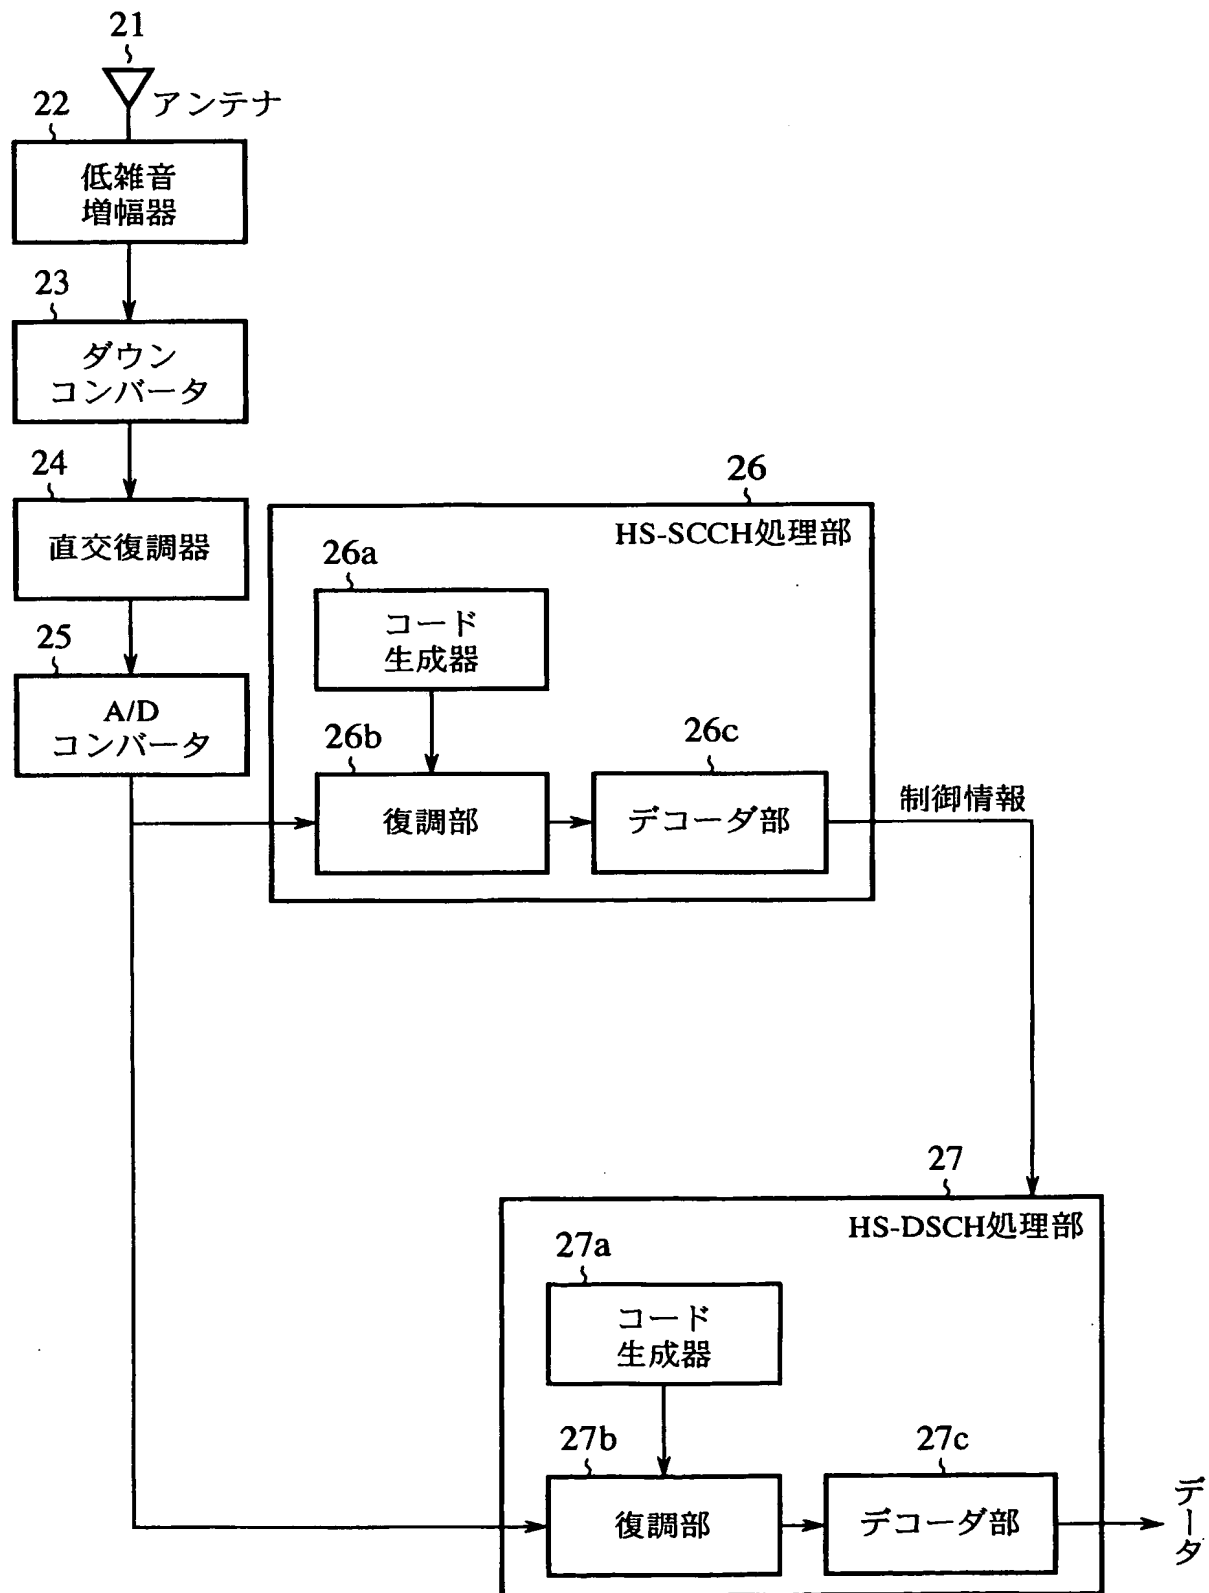 21
アンテナ
22
低雑音
増幅器
23
ダウン
コンバータ
24
直交復調器
25
A/D
コンバータ
26
HS-SCCH処理部
26a
コード
生成器
26b
復調部
26c
デコーダ部
制御情報
27
HS-DSCH処理部
27a
コード
生成器
27b
復調部
27c
デコーダ部
データ